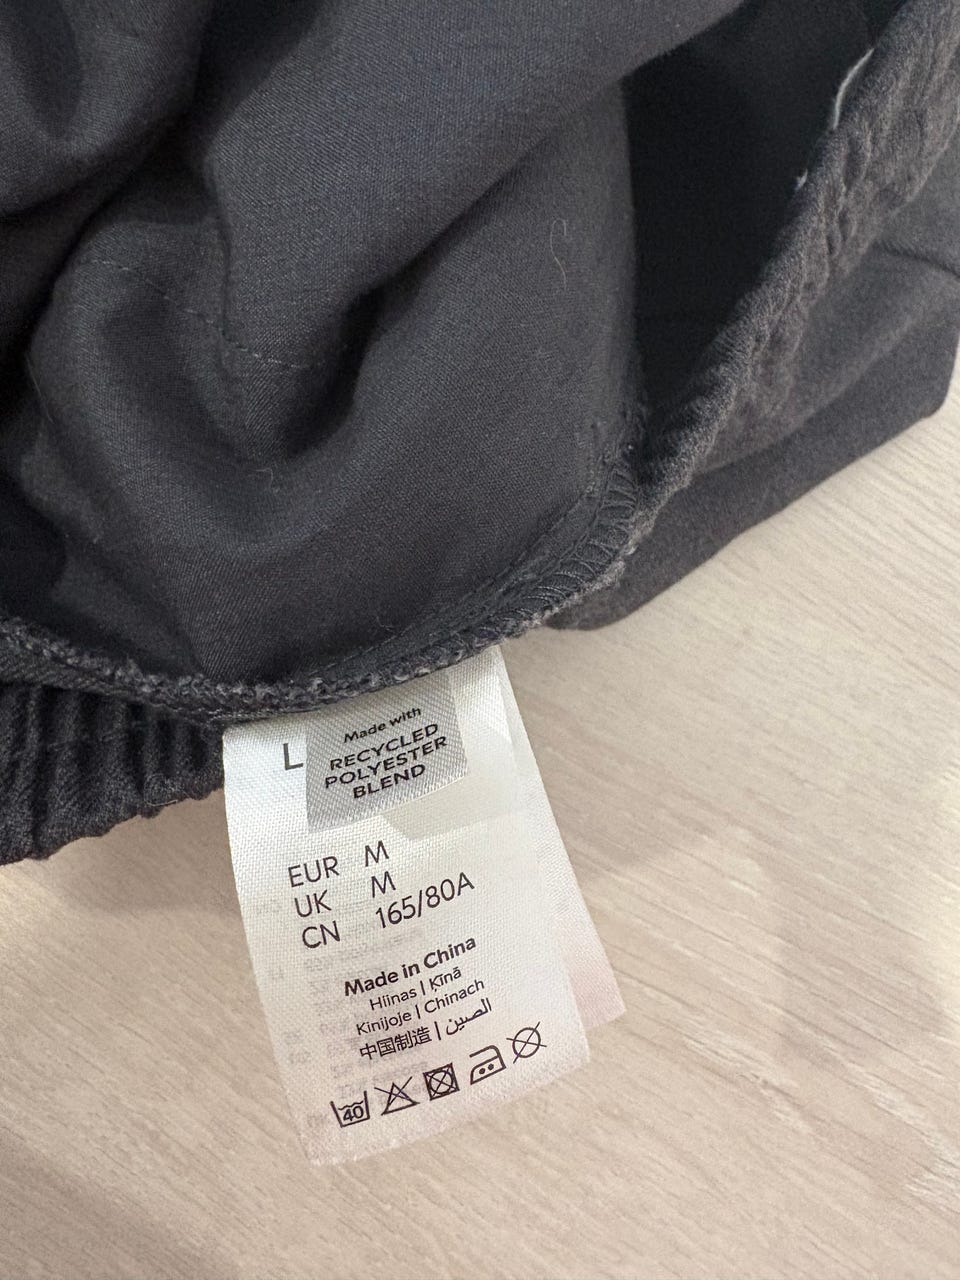 L
Made with
RECYCLED
POLYESTER
BLEND
EUR M
UK M
CN 165/80A
Made in China
Hiinas | Ķīnā
Kinijoje | Chinach
中国制造 | الصين
40